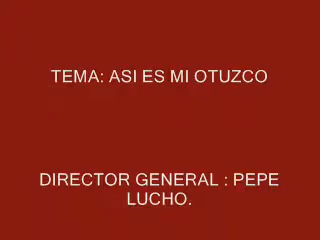 TEMA: ASI ES MI OTUZCO
DIRECTOR GENERAL : PEPE
LUCHO.